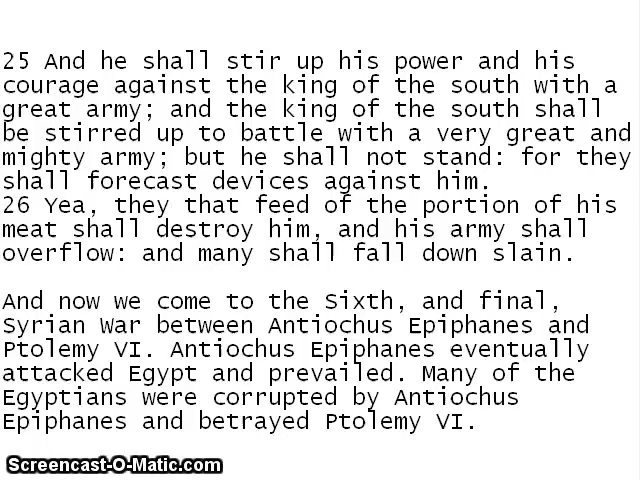 25 And he shall stir up his power and his
courage against the king of the south with a
great army; and the king of the south shall
be stirred up to battle with a very great and
mighty army; but he shall not stand: for they
shall forecast devices against him.
26 Yea, they that feed of the portion of his
meat shall destroy him, and his army shall
overflow: and many shall fall down slain.
And now we come to the Sixth, and final,
Syrian War between Antiochus Epiphanes and
Ptolemy VI. Antiochus Epiphanes eventually
attacked Egypt and prevailed. Many of the
Egyptians were corrupted by Antiochus
Epiphanes and betrayed Ptolemy VI.
Screencast-O-Matic.com